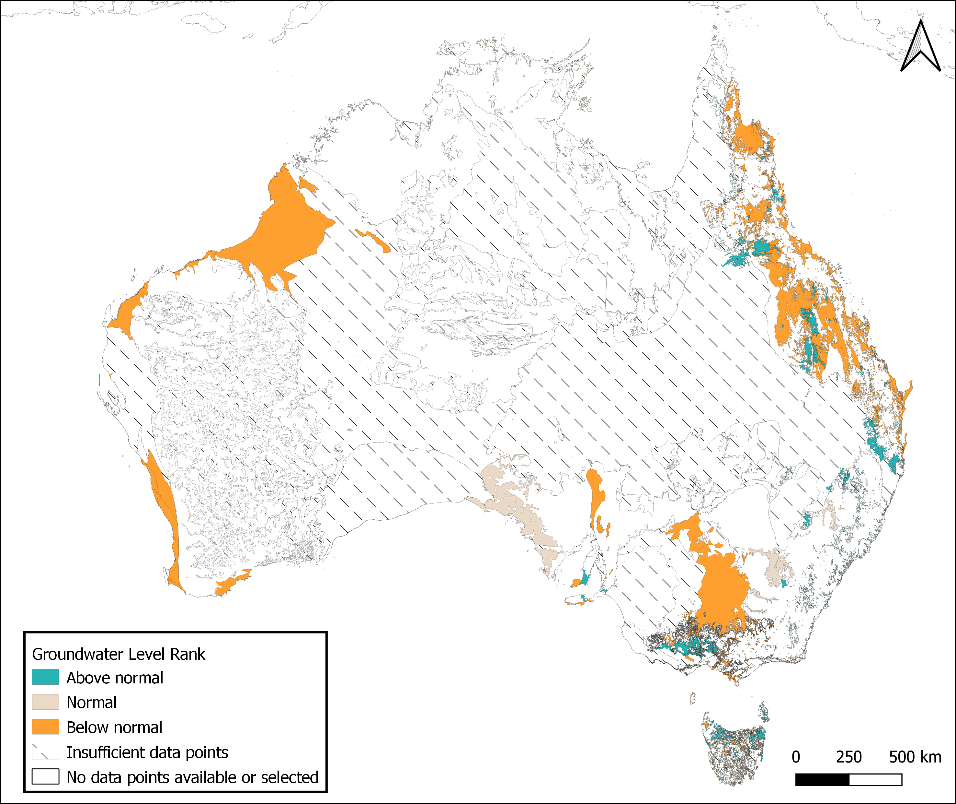 Groundwater Level Rank
Above normal
Normal
Below normal
Insufficient data points
No data points available or selected
0 250 500 km